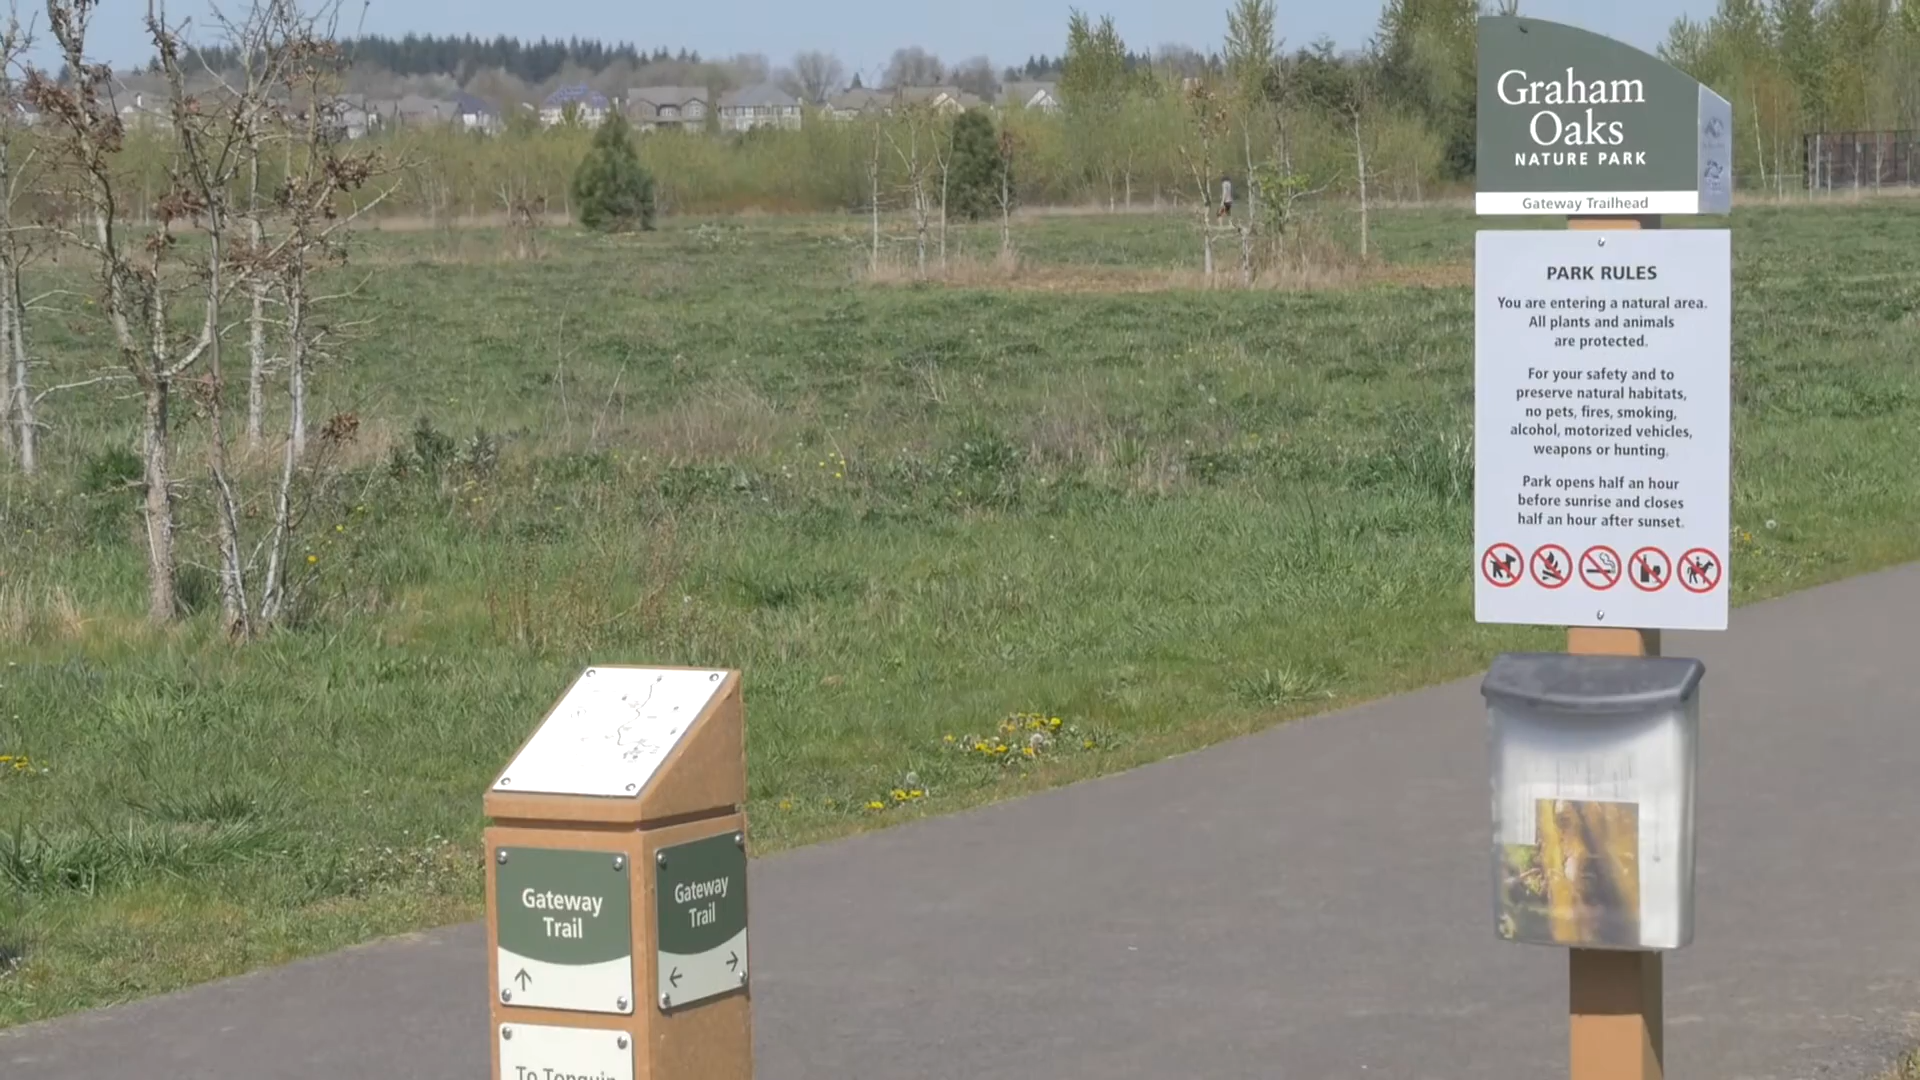 Graham
Oaks
NATURE PARK
Gateway Trailhead
PARK RULES
You are entering a natural area.
All plants and animals
are protected.
For your safety and to
preserve natural habitats,
no pets, fires, smoking,
alcohol, motorized vehicles,
weapons or hunting.
Park opens half an hour
before sunrise and closes
half an hour after sunset.
Gateway
Trail
Gateway
Trail
To Tonquin